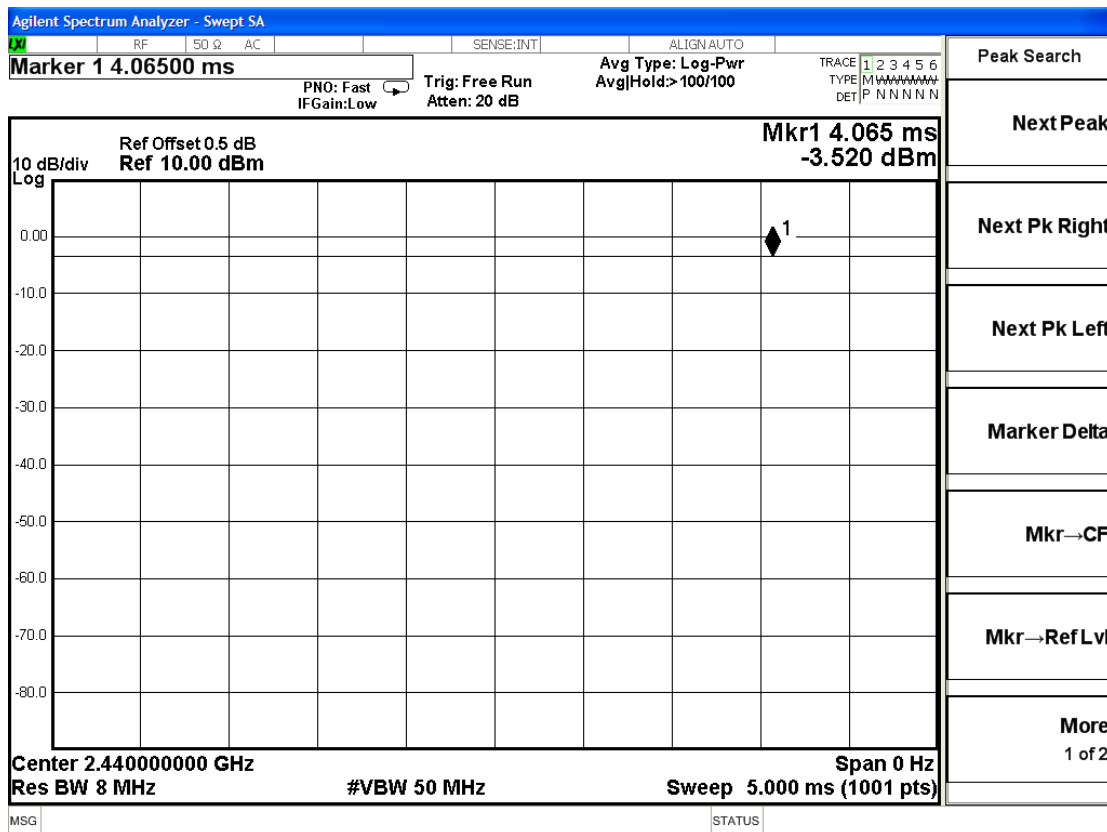 Agilent Spectrum Analyzer - Swept SA
LXI RF 50 Ω AC SENSE:INT ALIGN AUTO
Marker 1 4.06500 ms
PNO: Fast
IFGain:Low
Trig: Free Run
Atten: 20 dB
Avg Type: Log-Pwr
Avg|Hold:>100/100
TRACE 1 2 3 4 5 6
TYPE M W W W W W
DET P N N N N N
Ref Offset 0.5 dB
Ref 10.00 dBm
10 dB/div
Log
Mkr1 4.065 ms
-3.520 dBm
1
0.00
-10.0
-20.0
-30.0
-40.0
-50.0
-60.0
-70.0
-80.0
Center 2.440000000 GHz
Span 0 Hz
Res BW 8 MHz
#VBW 50 MHz
Sweep 5.000 ms (1001 pts)
MSG
STATUS
Peak Search
Next Peak
Next Pk Right
Next Pk Left
Marker Delta
Mkr→CF
Mkr→Ref Lvl
More
1 of 2